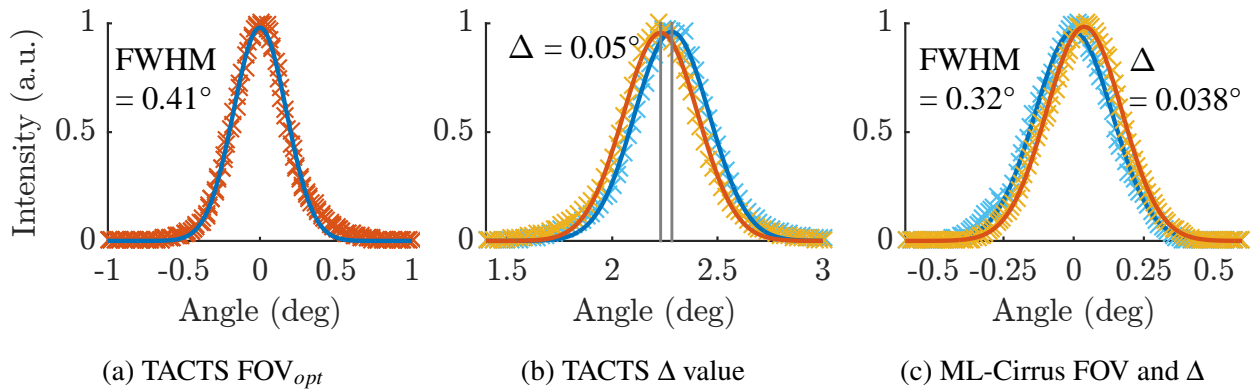 Intensity (a.u.)
1
0.5
0
FWHM
= 0.41°
-1 -0.5 0 0.5 1
Angle (deg)
(a) TACTS FOVopt
1
0.5
0
Δ = 0.05°
1.5 2 2.5 3
Angle (deg)
(b) TACTS Δ value
1
0.5
0
FWHM
= 0.32°
Δ
= 0.038°
-0.5 -0.25 0 0.25 0.5
Angle (deg)
(c) ML-Cirrus FOV and Δ